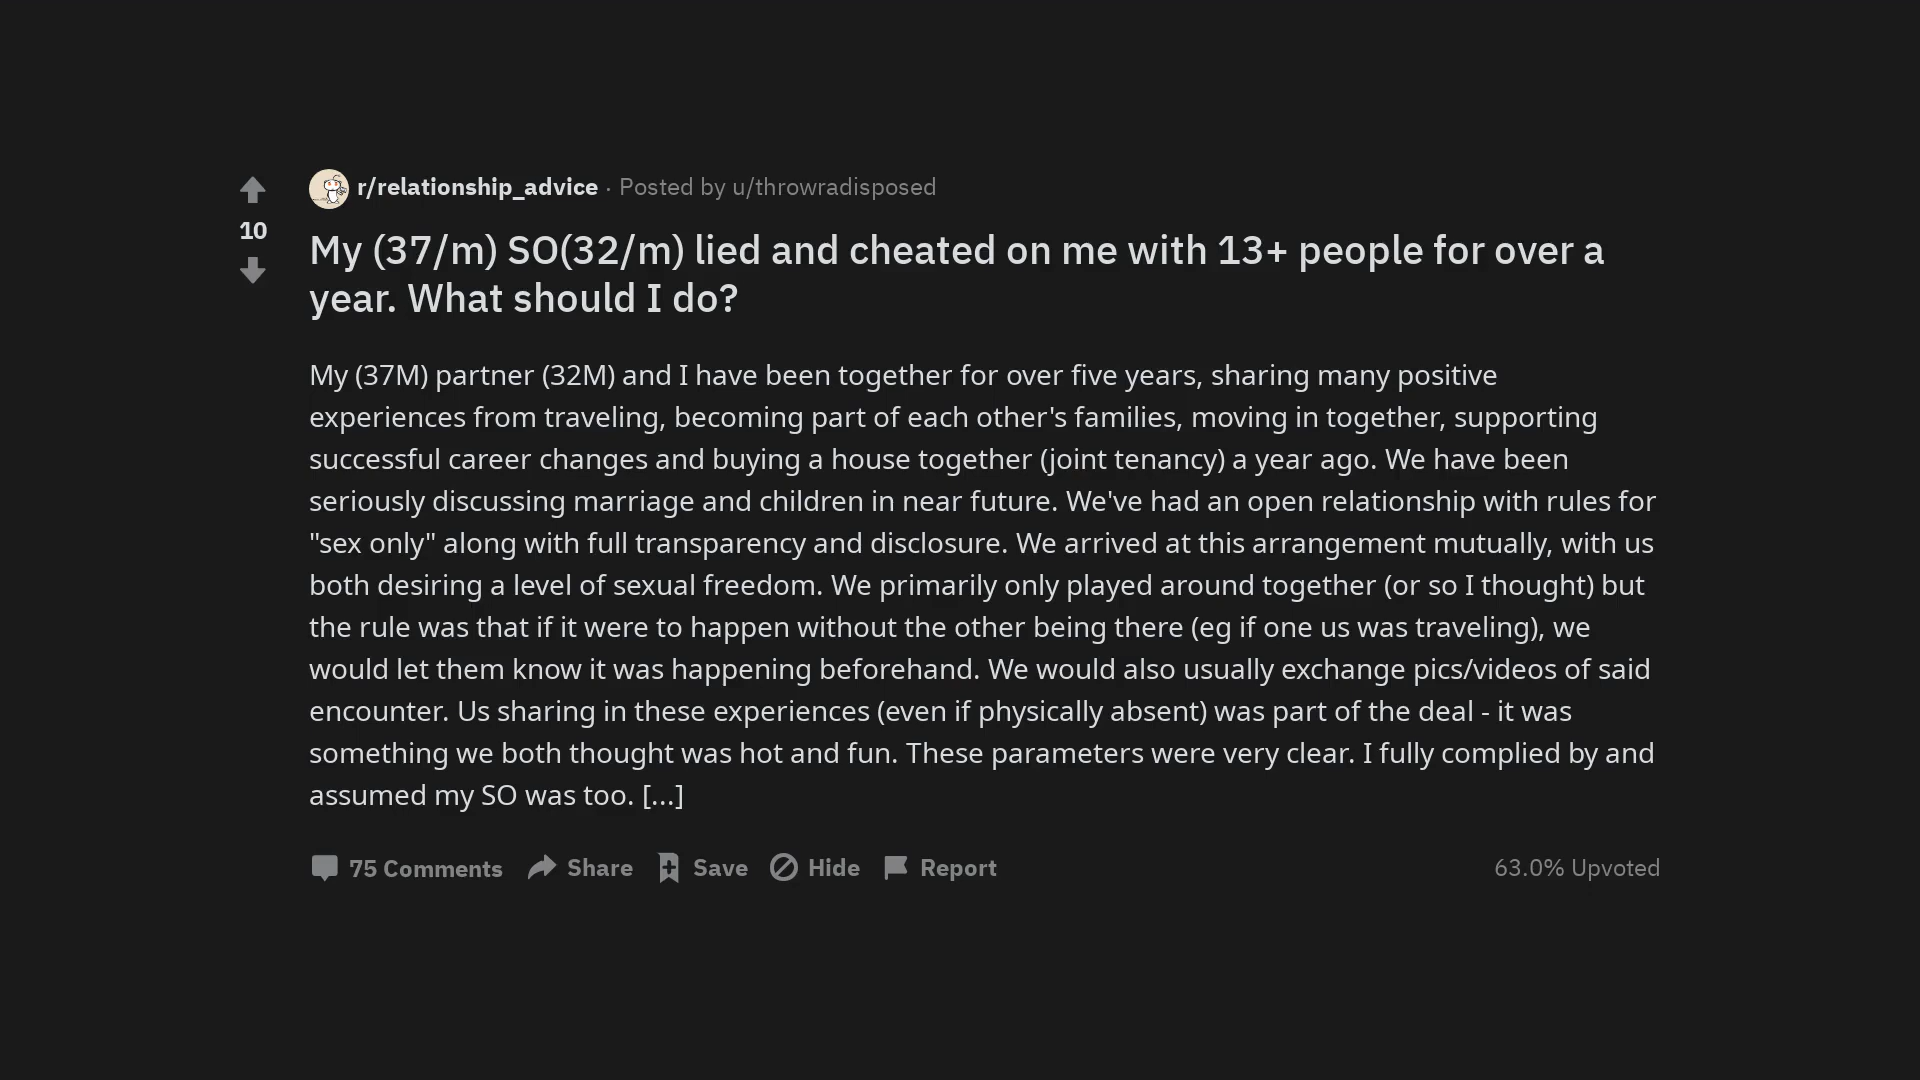 r/relationship_advice · Posted by u/throwradisposed
10
My (37/m) SO(32/m) lied and cheated on me with 13+ people for over a
year. What should I do?
My (37M) partner (32M) and I have been together for over five years, sharing many positive
experiences from traveling, becoming part of each other's families, moving in together, supporting
successful career changes and buying a house together (joint tenancy) a year ago. We have been
seriously discussing marriage and children in near future. We've had an open relationship with rules for
"sex only" along with full transparency and disclosure. We arrived at this arrangement mutually, with us
both desiring a level of sexual freedom. We primarily only played around together (or so I thought) but
the rule was that if it were to happen without the other being there (eg if one us was traveling), we
would let them know it was happening beforehand. We would also usually exchange pics/videos of said
encounter. Us sharing in these experiences (even if physically absent) was part of the deal - it was
something we both thought was hot and fun. These parameters were very clear. I fully complied by and
assumed my SO was too. [...]
75 Comments Share Save Hide Report 63.0% Upvoted